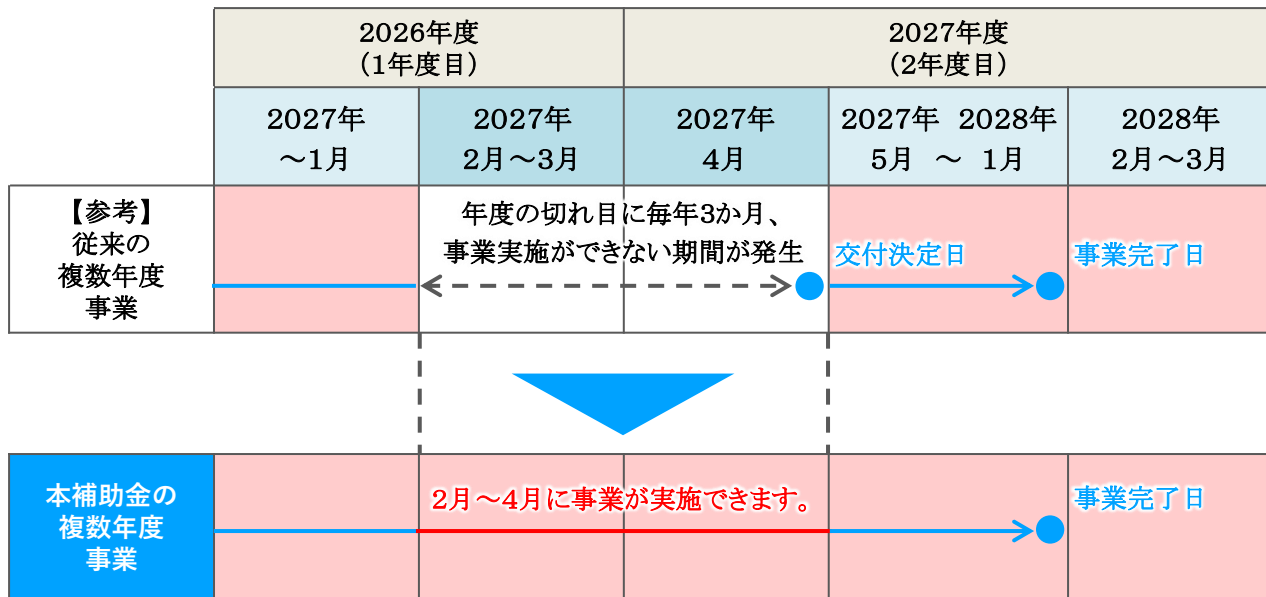 2026年度
（1年度目）
2027年度
（2年度目）
2027年
～1月
2027年
2月～3月
2027年
4月
2027年 2028年
5月 ～ 1月
2028年
2月～3月
【参考】
従来の
複数年度
事業
年度の切れ目に毎年3か月、
事業実施ができない期間が発生
交付決定日
事業完了日
本補助金の
複数年度
事業
2月～4月に事業が実施できます。
事業完了日